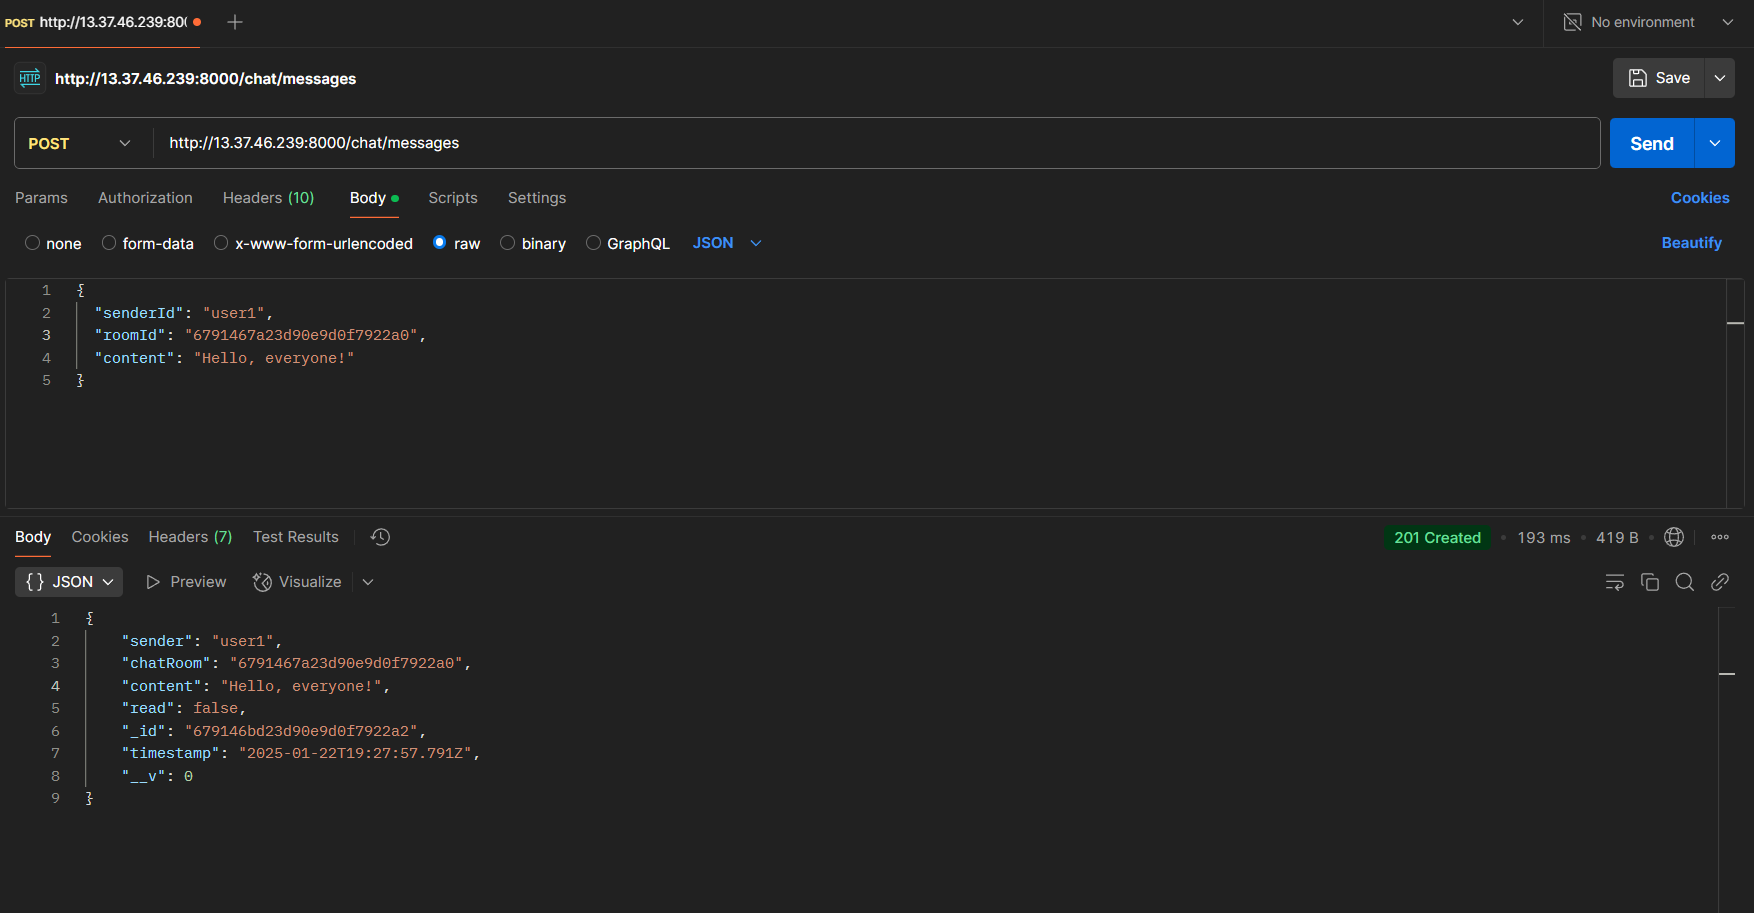 POST http://13.37.46.239:80
No environment
HTTP http://13.37.46.239:8000/chat/messages
Save
POST http://13.37.46.239:8000/chat/messages
Send
Params Authorization Headers (10) Body Scripts Settings Cookies
none form-data x-www-form-urlencoded raw binary GraphQL JSON Beautify
1 {
2 "senderId": "user1",
3 "roomId": "6791467a23d90e9d0f7922a0",
4 "content": "Hello, everyone!"
5 }
Body Cookies Headers (7) Test Results 201 Created 193 ms 419 B
{} JSON Preview Visualize
1 {
2 "sender": "user1",
3 "chatRoom": "6791467a23d90e9d0f7922a0",
4 "content": "Hello, everyone!",
5 "read": false,
6 "_id": "679146bd23d90e9d0f7922a2",
7 "timestamp": "2025-01-22T19:27:57.791Z",
8 "__v": 0
9 }